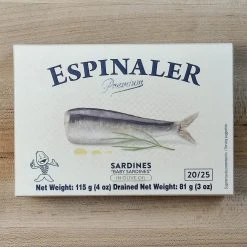 ESPINALER
Premium
SARDINES
"BABY SARDINES"
IN OLIVE OIL
20/25
Net Weight: 115 g (4 oz) Drained Net Weight: 81 g (3 oz)